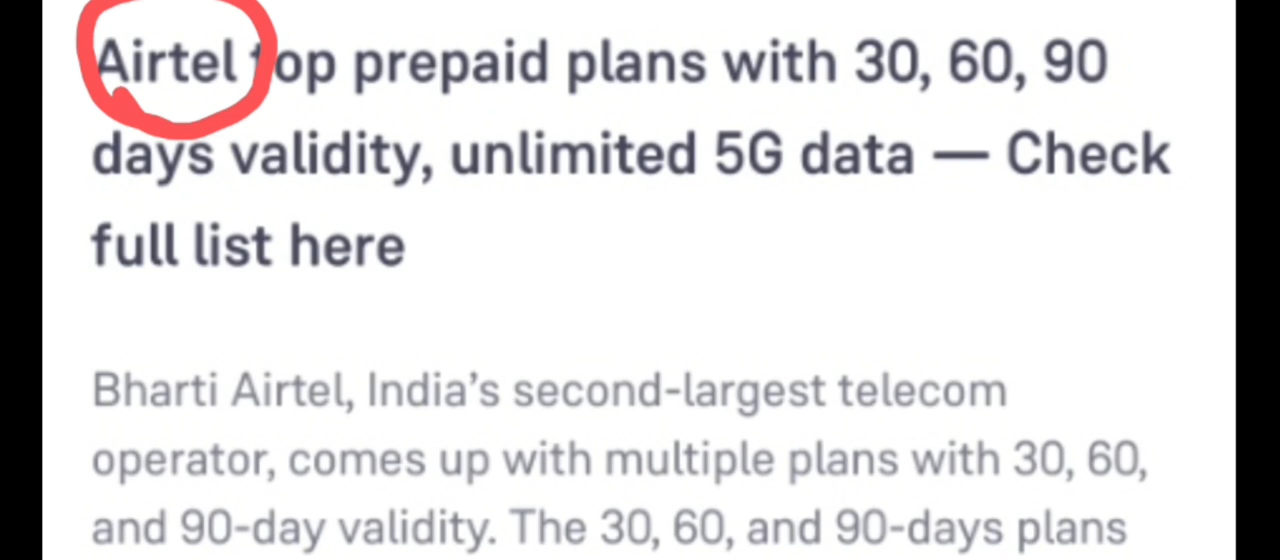 Airtel top prepaid plans with 30, 60, 90
days validity, unlimited 5G data — Check
full list here
Bharti Airtel, India’s second-largest telecom
operator, comes up with multiple plans with 30, 60,
and 90-day validity. The 30, 60, and 90-days plans